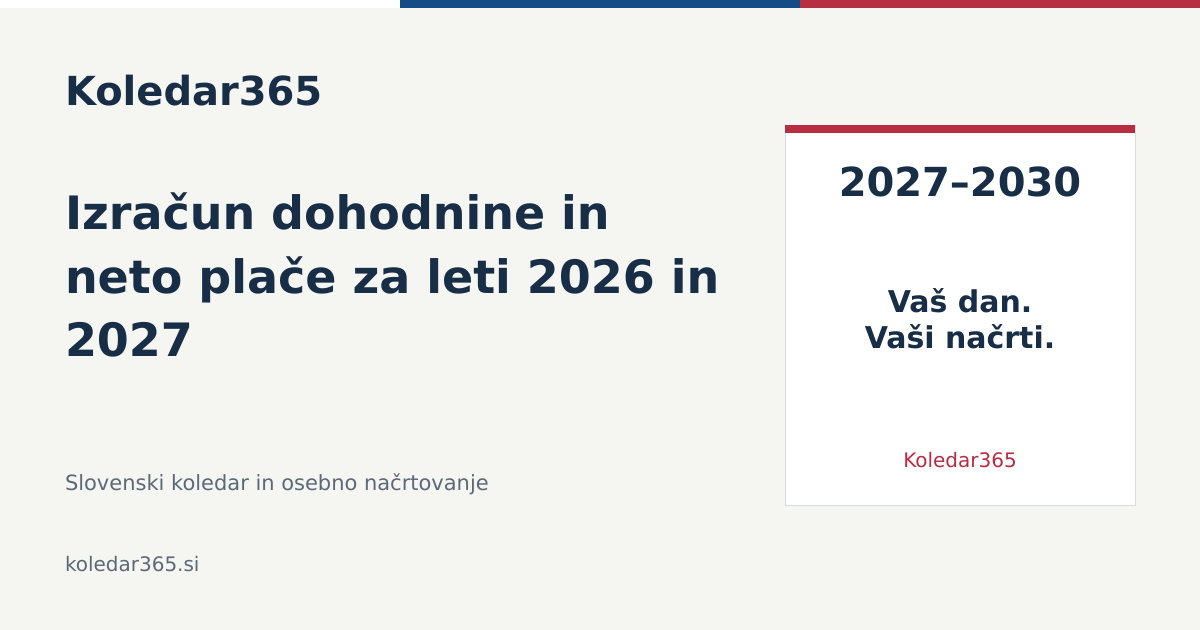 Koledar365
Izračun dohodnine in
neto plače za leti 2026 in
2027
Slovenski koledar in osebno načrtovanje
koledar365.si
2027–2030
Vaš dan.
Vaši načrti.
Koledar365